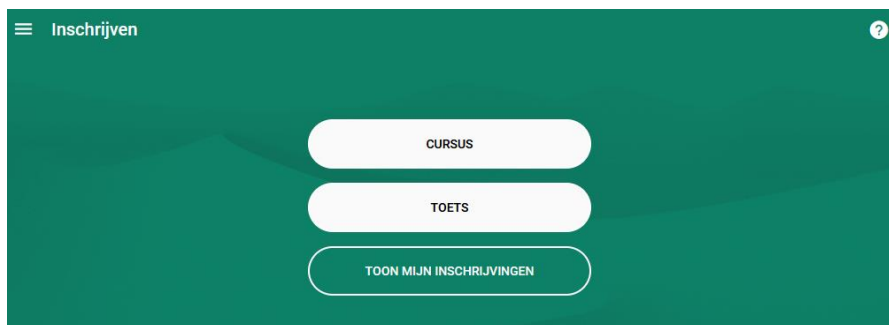 Inschrijven
?
CURSUS
TOETS
TOON MIJN INSCHRIJVINGEN